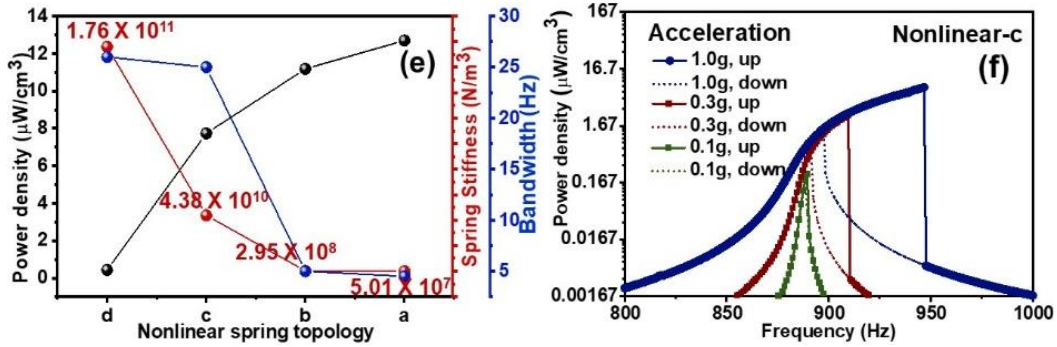 14
12
10
8
6
4
2
0
Power density (μW/cm³)
1.76 X 10¹¹
4.38 X 10¹⁰
2.95 X 10⁸
5.01 X 10⁷
(e)
d c b a
Nonlinear spring topology
Spring Stiffness (N/m³)
30
25
20
15
10
5
Bandwidth (Hz)
167
16.7
1.67
0.167
0.0167
0.00167
Power density (μW/cm³)
Acceleration
1.0g, up
1.0g, down
0.3g, up
0.3g, down
0.1g, up
0.1g, down
Nonlinear-c
(f)
800 850 900 950 1000
Frequency (Hz)